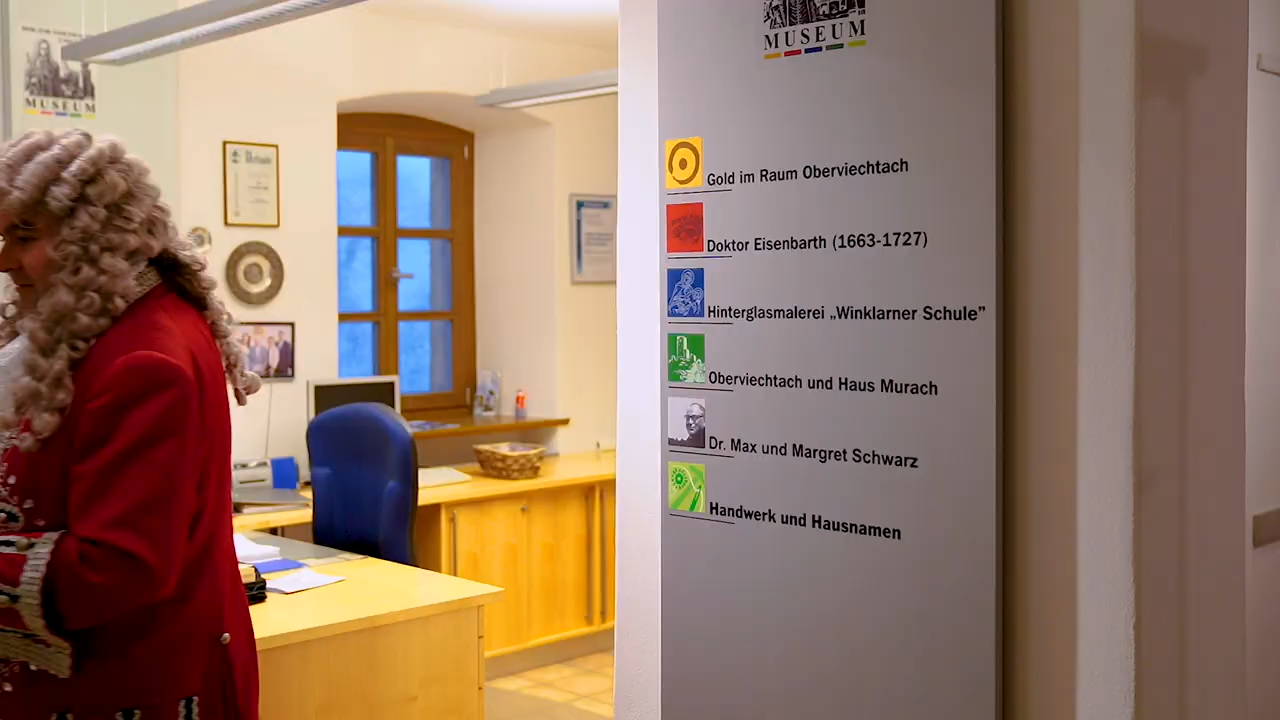 MUSEUM
Urkunde
MUSEUM
Gold im Raum Oberviechtach
Doktor Eisenbarth (1663-1727)
Hinterglasmalerei „Winklarner Schule”
Oberviechtach und Haus Murach
Dr. Max und Margret Schwarz
Handwerk und Hausnamen